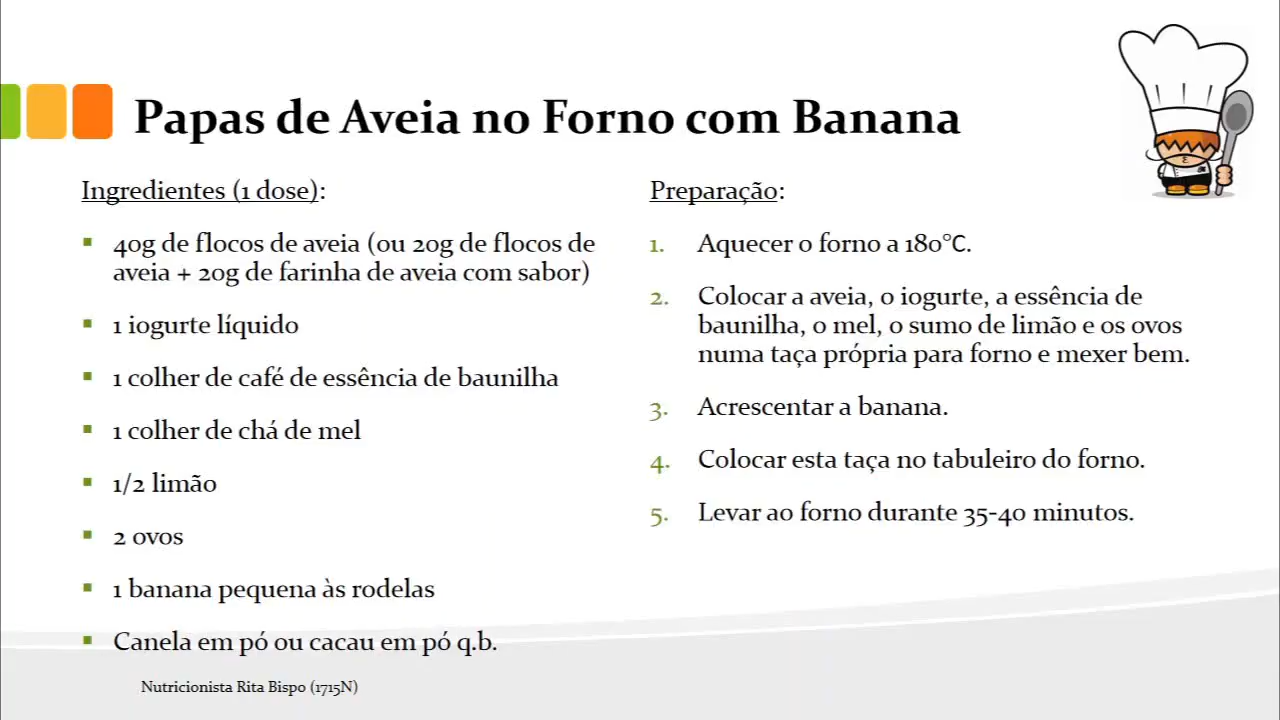 Papas de Aveia no Forno com Banana
Ingredientes (1 dose):
▪ 40g de flocos de aveia (ou 20g de flocos de
aveia + 20g de farinha de aveia com sabor)
▪ 1 iogurte líquido
▪ 1 colher de café de essência de baunilha
▪ 1 colher de chá de mel
▪ 1/2 limão
▪ 2 ovos
▪ 1 banana pequena às rodelas
▪ Canela em pó ou cacau em pó q.b.
Preparação:
1. Aquecer o forno a 180°C.
2. Colocar a aveia, o iogurte, a essência de
baunilha, o mel, o sumo de limão e os ovos
numa taça própria para forno e mexer bem.
3. Acrescentar a banana.
4. Colocar esta taça no tabuleiro do forno.
5. Levar ao forno durante 35-40 minutos.
Nutricionista Rita Bispo (1715N)